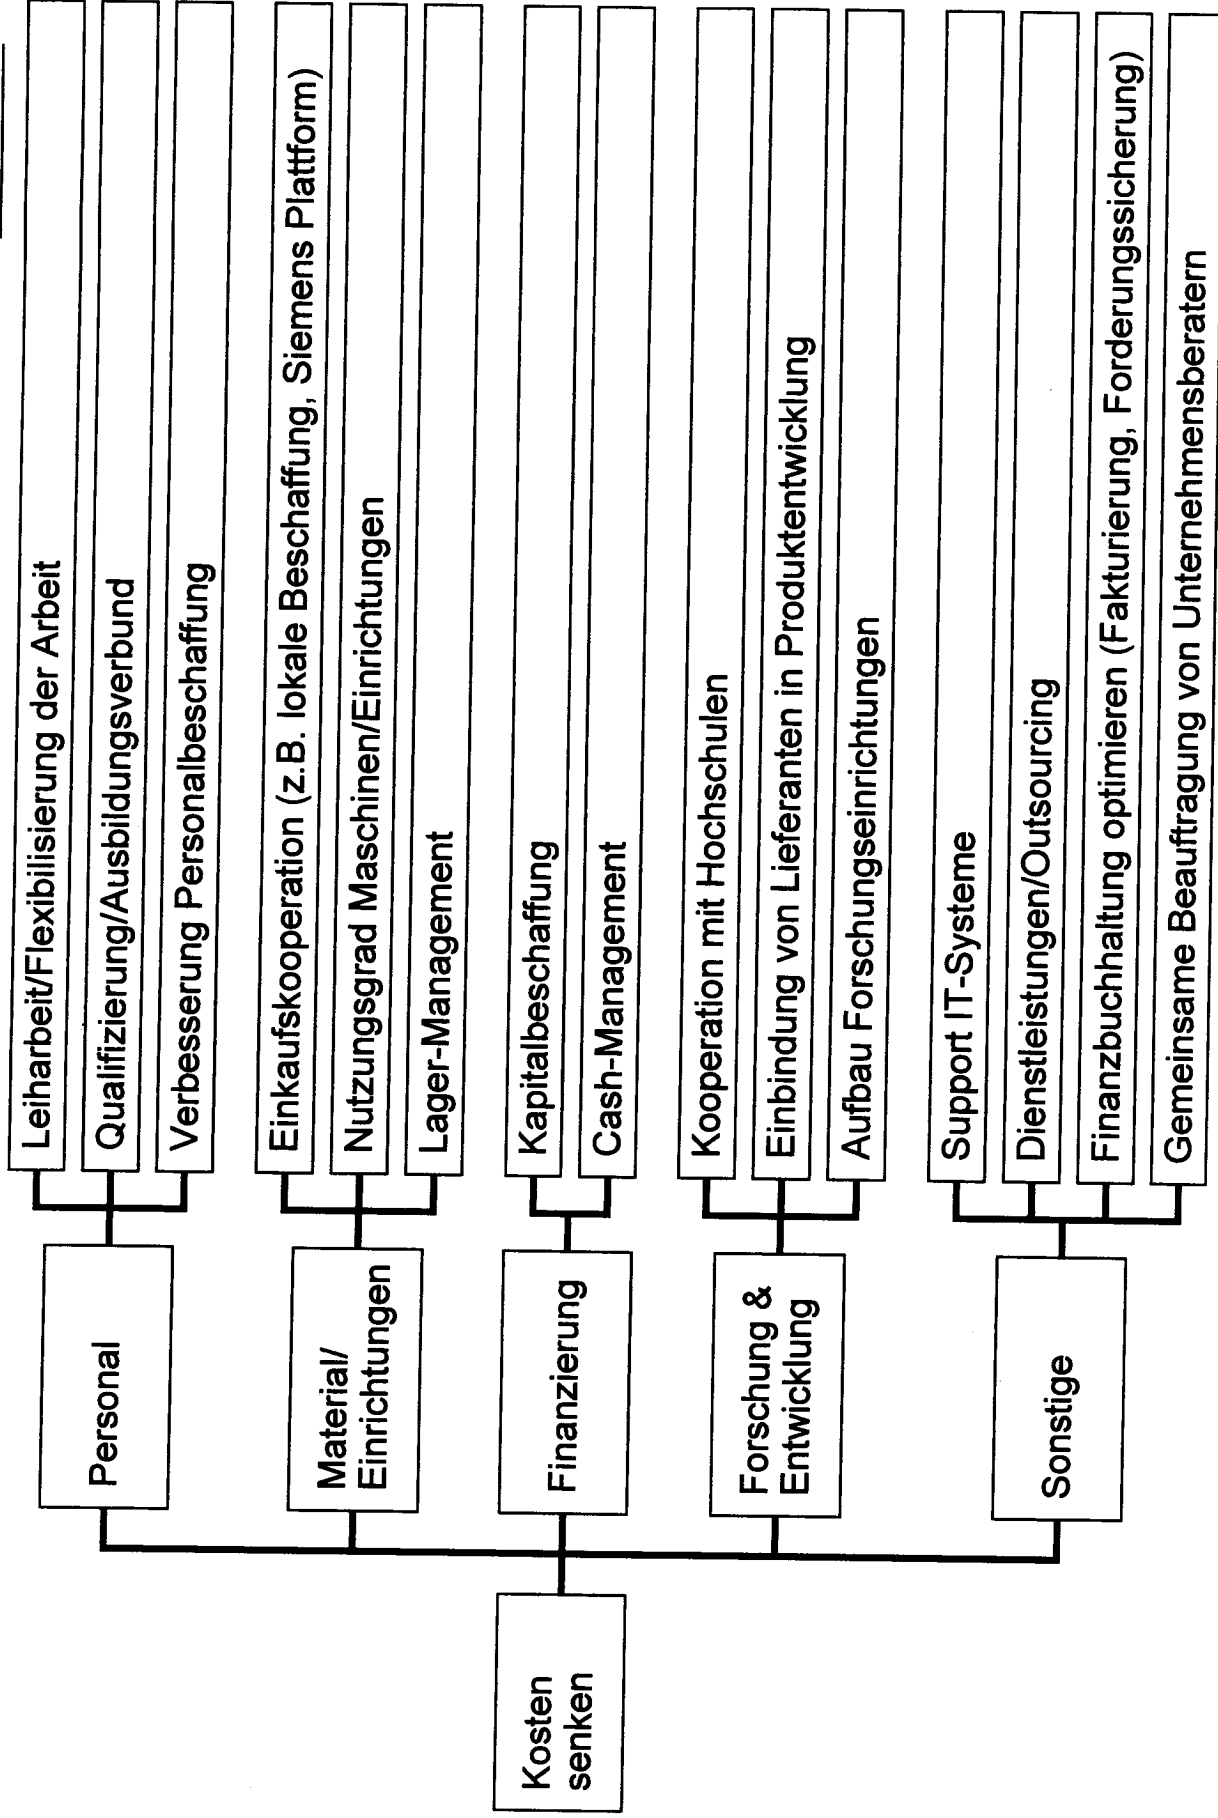 Kosten
senken
Personal
Leiharbeit/Flexibilisierung der Arbeit
Qualifizierung/Ausbildungsverbund
Verbesserung Personalbeschaffung
Material/
Einrichtungen
Einkaufskooperation (z.B. lokale Beschaffung, Siemens Plattform)
Nutzungsgrad Maschinen/Einrichtungen
Lager-Management
Finanzierung
Kapitalbeschaffung
Cash-Management
Forschung &
Entwicklung
Kooperation mit Hochschulen
Einbindung von Lieferanten in Produktentwicklung
Aufbau Forschungseinrichtungen
Sonstige
Support IT-Systeme
Dienstleistungen/Outsourcing
Finanzbuchhaltung optimieren (Fakturierung, Forderungssicherung)
Gemeinsame Beauftragung von Unternehmensberatern